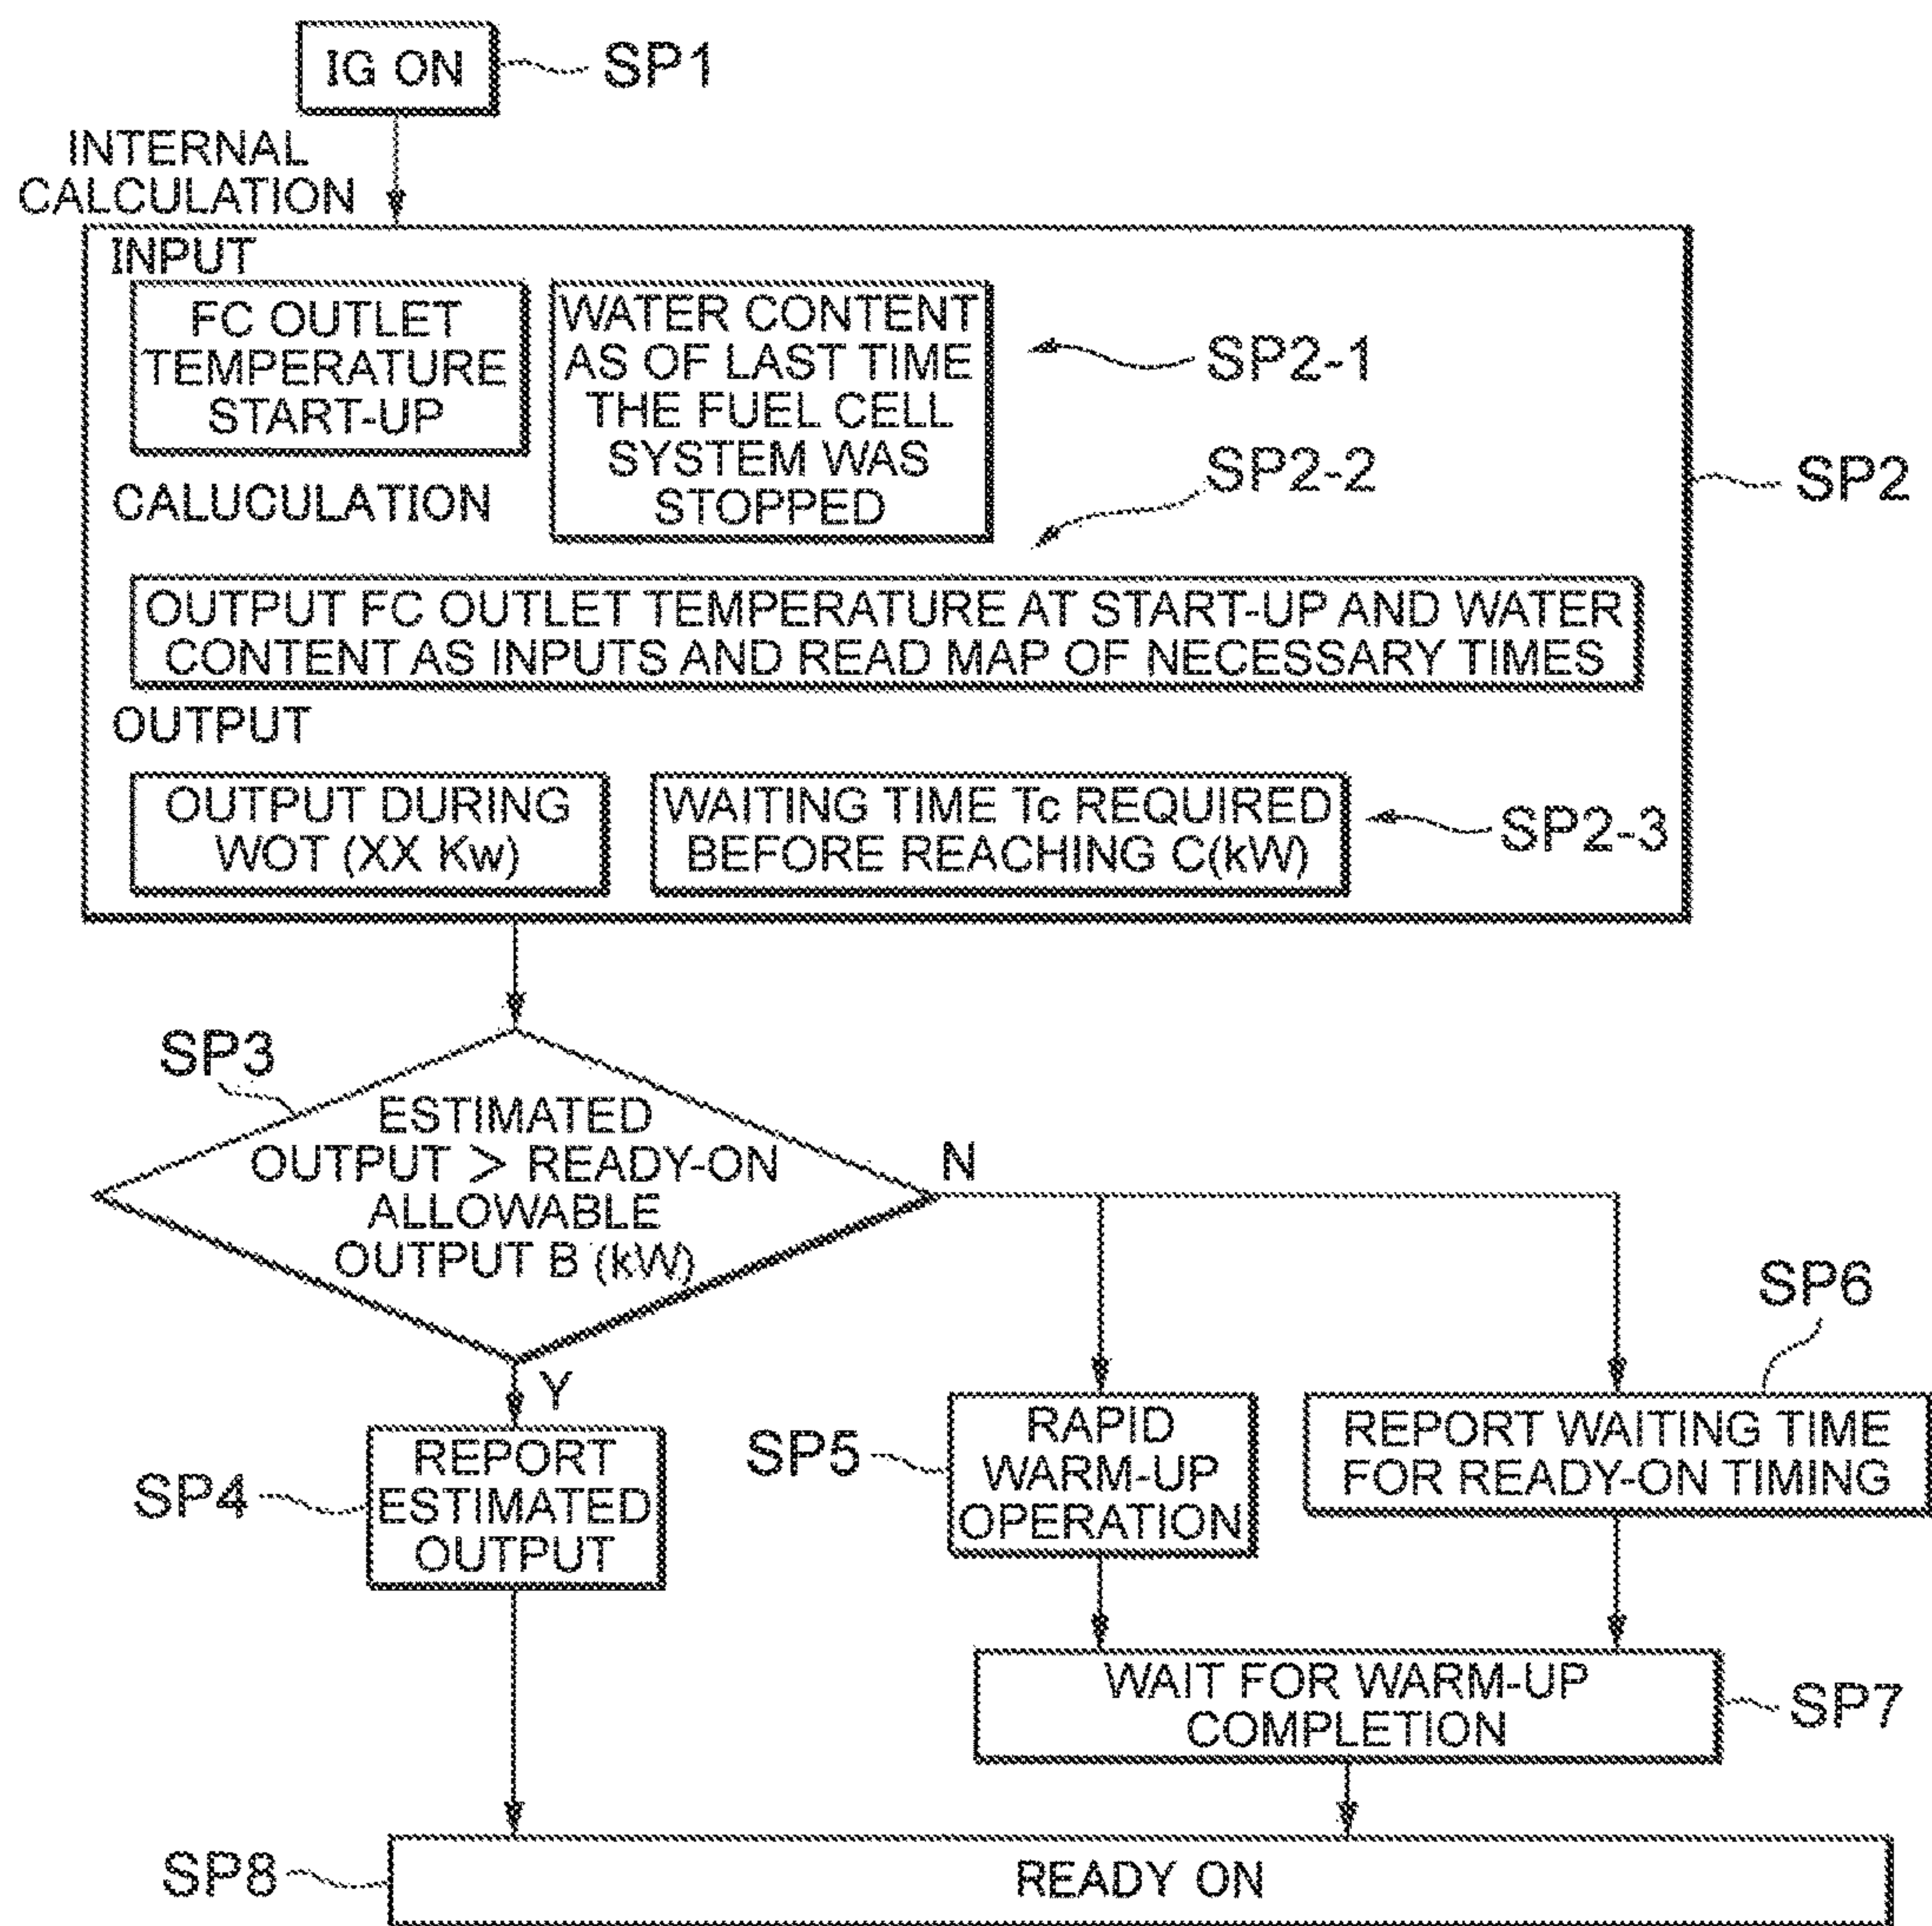 IG ON
SP1
INTERNAL
CALCULATION
INPUT
FC OUTLET
TEMPERATURE
START-UP
WATER CONTENT
AS OF LAST TIME
THE FUEL CELL
SYSTEM WAS
STOPPED
SP2-1
SP2-2
SP2
CALUCULATION
OUTPUT FC OUTLET TEMPERATURE AT START-UP AND WATER
CONTENT AS INPUTS AND READ MAP OF NECESSARY TIMES
OUTPUT
OUTPUT DURING
WOT (XX Kw)
WAITING TIME Tc REQUIRED
BEFORE REACHING C(kW)
SP2-3
SP3
ESTIMATED
OUTPUT > READY-ON
ALLOWABLE
OUTPUT B (kW)
N
Y
SP4
REPORT
ESTIMATED
OUTPUT
SP5
RAPID
WARM-UP
OPERATION
SP6
REPORT WAITING TIME
FOR READY-ON TIMING
WAIT FOR WARM-UP
COMPLETION
SP7
SP8
READY ON